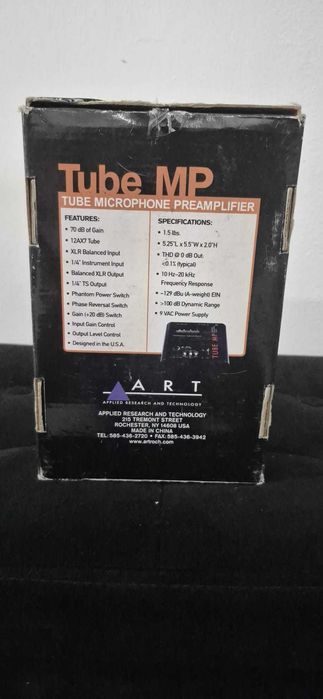 Tube MP
TUBE MICROPHONE PREAMPLIFIER
FEATURES:
• 70 dB of Gain
• 12AX7 Tube
• XLR Balanced Input
• 1/4" Instrument Input
• Balanced XLR Output
• 1/4" TS Output
• Phantom Power Switch
• Phase Reversal Switch
• Gain (+20 dB) Switch
• Input Gain Control
• Output Level Control
• Designed in the U.S.A.
SPECIFICATIONS:
• 1.5 lbs.
• 5.25"L x 5.5"W x 2.0"H
• THD @ 0 dB Out.
<0.1% (typical)
• 10 Hz-20 kHz
Frequency Response
• -129 dBu (A-weight) EIN
• >100 dB Dynamic Range
• 9 VAC Power Supply
TUBE MP
ART
APPLIED RESEARCH AND TECHNOLOGY
APPLIED RESEARCH AND TECHNOLOGY
215 TREMONT STREET
ROCHESTER, NY 14608 USA
MADE IN CHINA
TEL: 585-436-2720 • FAX: 585-436-3942
www.artroch.com